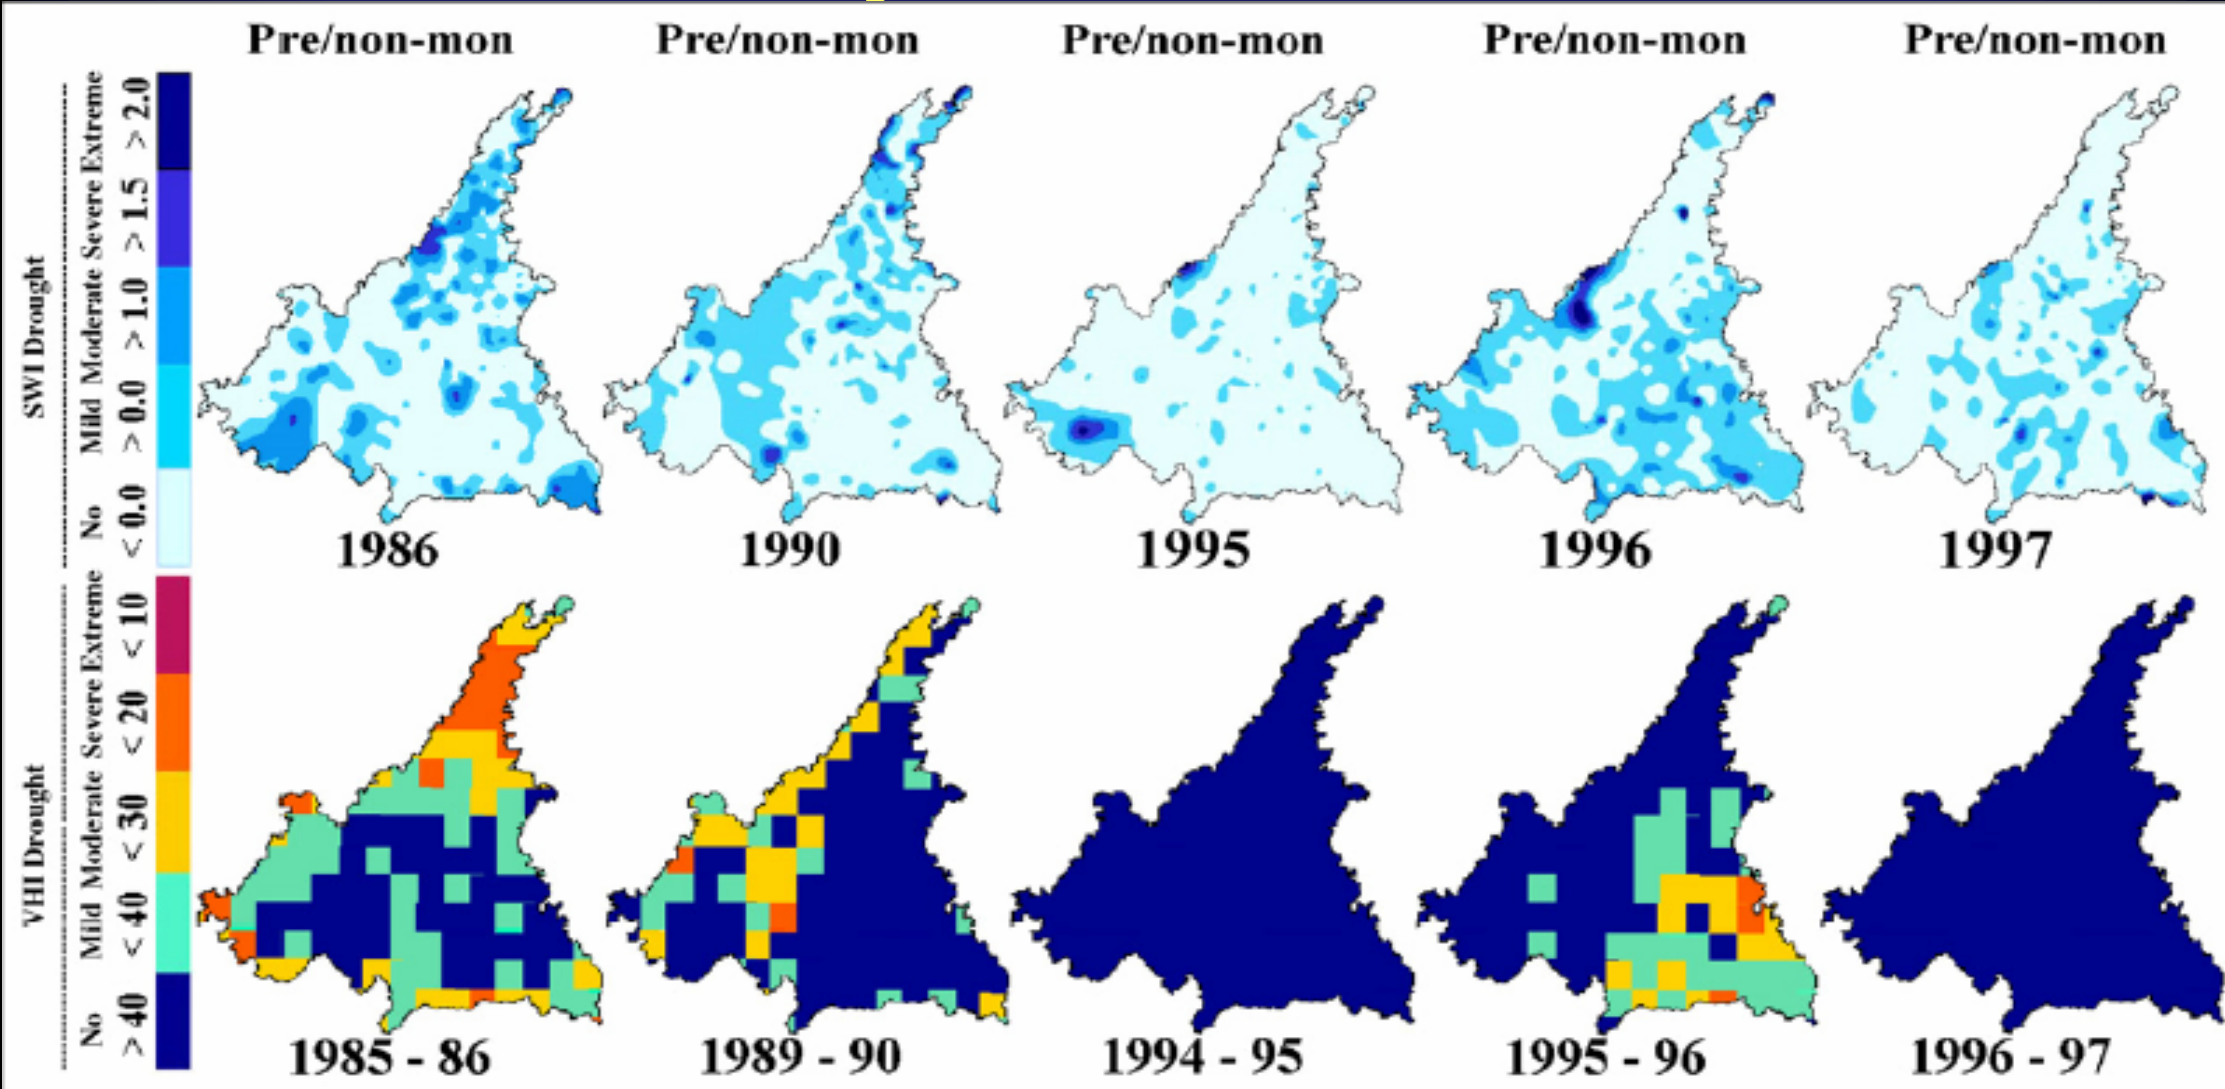 Pre/non-mon Pre/non-mon Pre/non-mon Pre/non-mon Pre/non-mon
SWI Drought
No Mild Moderate Severe Extreme
< 0.0 > 0.0 >1.0 > 1.5 > 2.0
1986 1990 1995 1996 1997
VHI Drought
No Mild Moderate Severe Extreme
> 40 < 40 < 30 < 20 < 10
1985 - 86 1989 - 90 1994 - 95 1995 - 96 1996 - 97